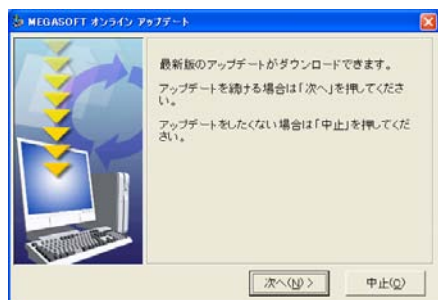 MEGASOFT オンライン アップデート
最新版のアップデートがダウンロードできます。
アップデートを続ける場合は「次へ」を押してくださ
い。
アップデートをしたくない場合は「中止」を押してくだ
さい。
次へ(N) >
中止(Q)